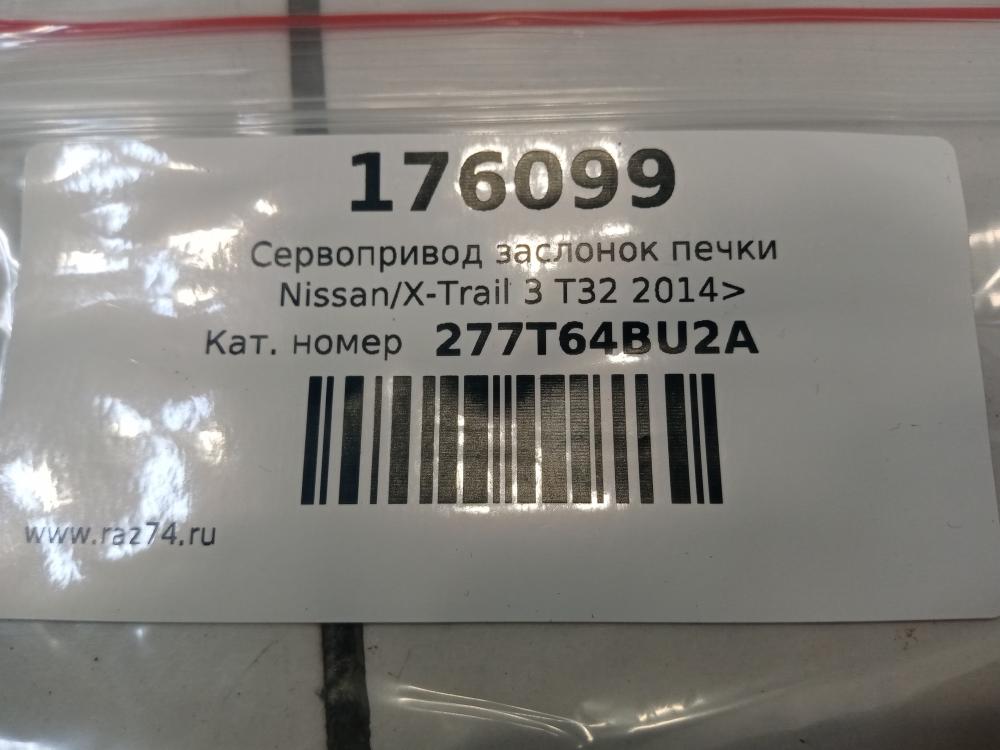 176099
Сервопривод заслонок печки
Nissan/X-Trail 3 T32 2014>
Кат. номер 277T64BU2A
www.raz74.ru